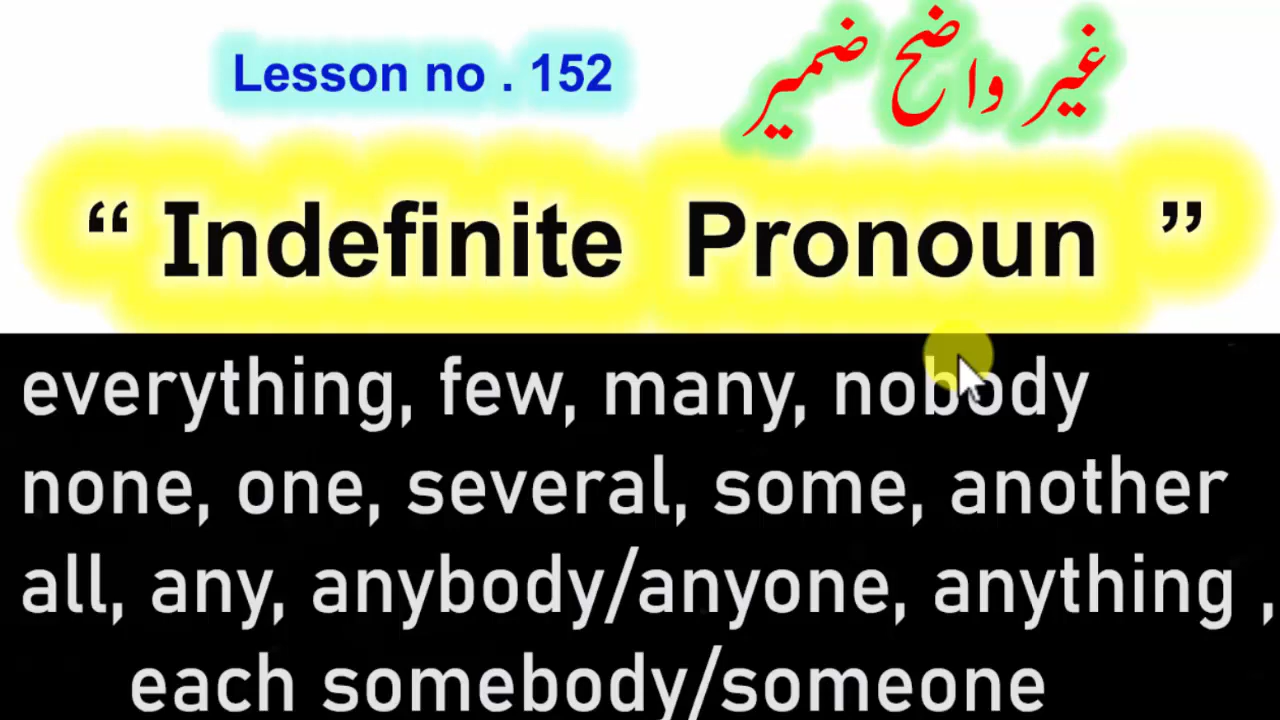 Lesson no . 152
غیر واضح ضمیر
“ Indefinite Pronoun ”
everything, few, many, nobody
none, one, several, some, another
all, any, anybody/anyone, anything ,
each somebody/someone